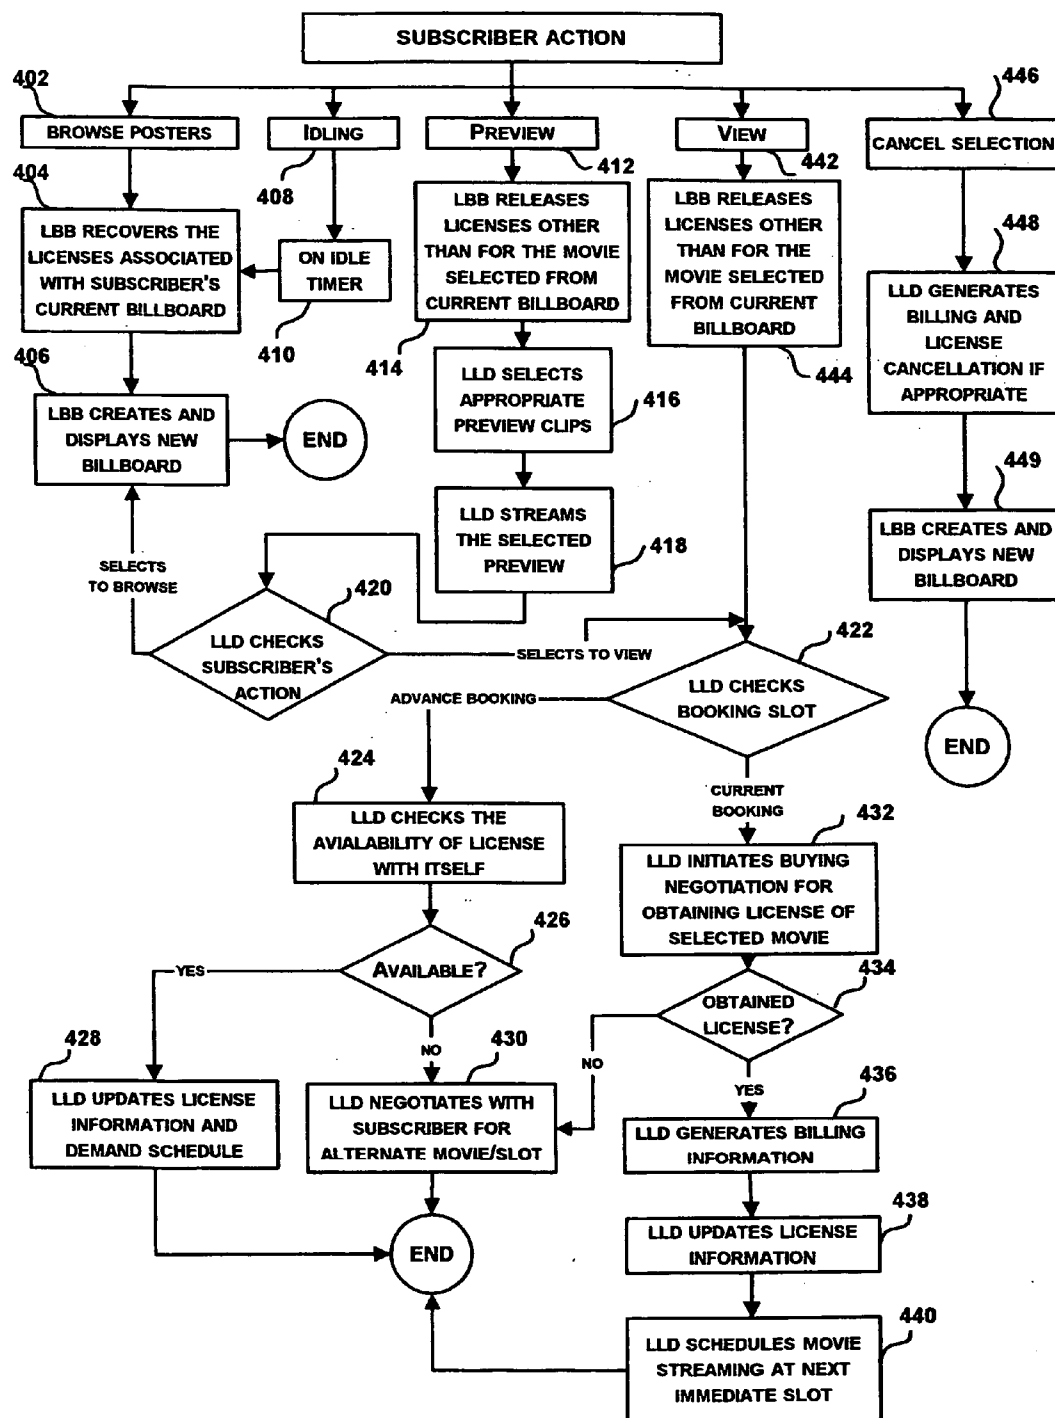 SUBSCRIBER ACTION
402
446
BROWSE POSTERS
IDLING
PREVIEW
VIEW
CANCEL SELECTION
404
408
412
442
LBB RECOVERS THE
LICENSES ASSOCIATED
WITH SUBSCRIBER'S
CURRENT BILLBOARD
ON IDLE
TIMER
410
LBB RELEASES
LICENSES OTHER
THAN FOR THE MOVIE
SELECTED FROM
CURRENT BILLBOARD
414
LBB RELEASES
LICENSES OTHER
THAN FOR THE
MOVIE SELECTED
FROM CURRENT
BILLBOARD
444
448
LLD GENERATES
BILLING AND
LICENSE
CANCELLATION IF
APPROPRIATE
406
LBB CREATES AND
DISPLAYS NEW
BILLBOARD
END
LLD SELECTS
APPROPRIATE
PREVIEW CLIPS
416
449
LBB CREATES AND
DISPLAYS NEW
BILLBOARD
LLD STREAMS
THE SELECTED
PREVIEW
418
SELECTS
TO BROWSE
420
LLD CHECKS
SUBSCRIBER'S
ACTION
SELECTS TO VIEW
422
LLD CHECKS
BOOKING SLOT
ADVANCE BOOKING
END
424
LLD CHECKS THE
AVIALABILITY OF LICENSE
WITH ITSELF
CURRENT
BOOKING
432
LLD INITIATES BUYING
NEGOTIATION FOR
OBTAINING LICENSE OF
SELECTED MOVIE
426
AVAILABLE?
YES
NO
434
OBTAINED
LICENSE?
NO
YES
428
LLD UPDATES LICENSE
INFORMATION AND
DEMAND SCHEDULE
430
LLD NEGOTIATES WITH
SUBSCRIBER FOR
ALTERNATE MOVIE/SLOT
436
LLD GENERATES BILLING
INFORMATION
END
438
LLD UPDATES LICENSE
INFORMATION
440
LLD SCHEDULES MOVIE
STREAMING AT NEXT
IMMEDIATE SLOT